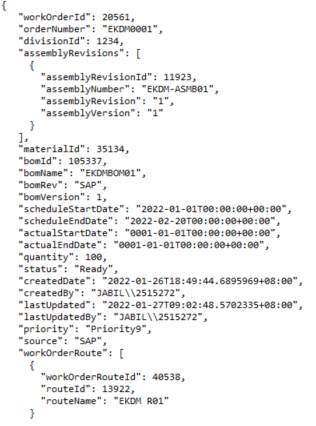 {
"workOrderId": 20561,
"orderNumber": "EKDM0001",
"divisionId": 1234,
"assemblyRevisions": [
{
"assemblyRevisionId": 11923,
"assemblyNumber": "EKDM-ASMB01",
"assemblyRevision": "1",
"assemblyVersion": "1"
}
],
"materialId": 35134,
"bomId": 105337,
"bomName": "EKDMBOM01",
"bomRev": "SAP",
"bomVersion": 1,
"scheduleStartDate": "2022-01-01T00:00:00+00:00",
"scheduleEndDate": "2022-02-20T00:00:00+00:00",
"actualStartDate": "0001-01-01T00:00:00+00:00",
"actualEndDate": "0001-01-01T00:00:00+00:00",
"quantity": 100,
"status": "Ready",
"createdDate": "2022-01-26T18:49:44.6895969+08:00",
"createdBy": "JABIL\\2515272",
"lastUpdated": "2022-01-27T09:02:48.5702335+08:00",
"lastUpdatedBy": "JABIL\\2515272",
"priority": "Priority9",
"source": "SAP",
"workOrderRoute": [
{
"workOrderRouteId": 40538,
"routeId": 13922,
"routeName": "EKDM R01"
}